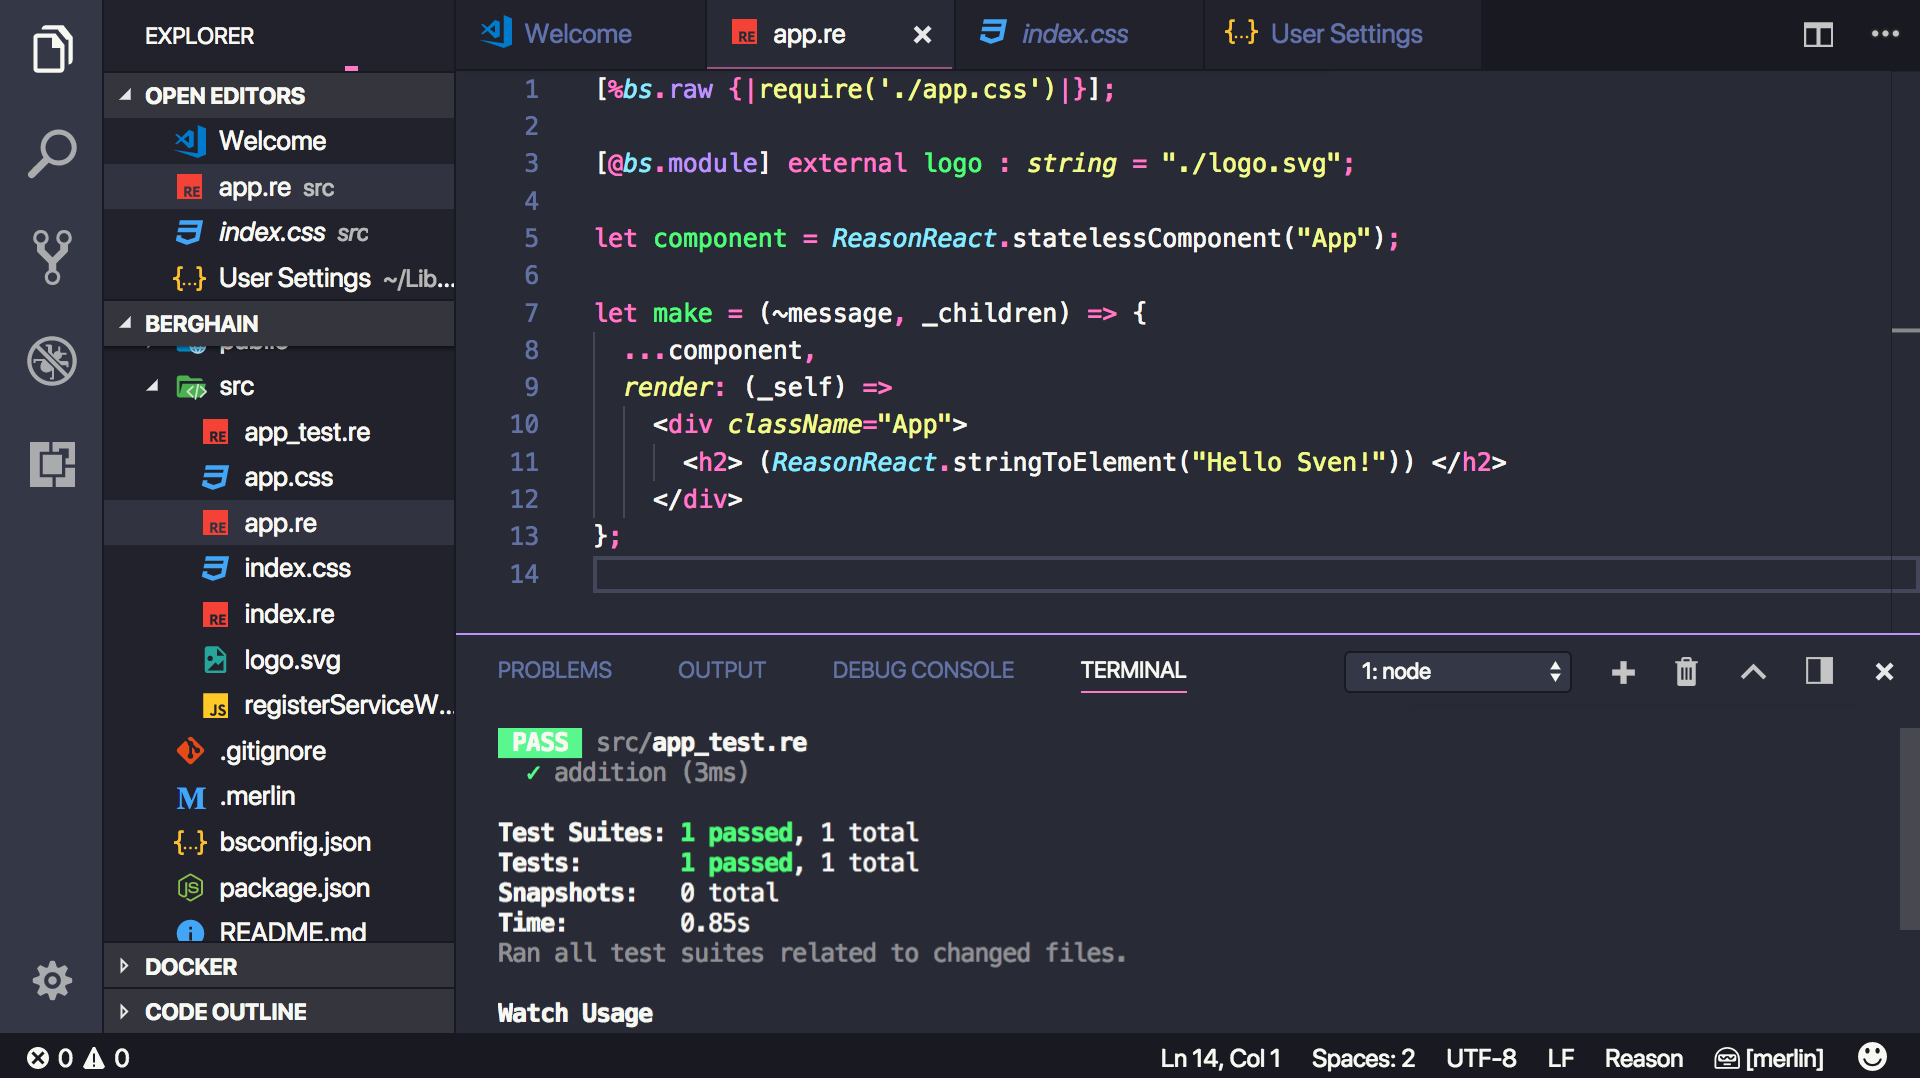 EXPLORER
OPEN EDITORS
Welcome
app.re src
index.css src
User Settings ~/Lib...
BERGHAIN
public
src
app_test.re
app.css
app.re
index.css
index.re
logo.svg
registerServiceW...
.gitignore
.merlin
bsconfig.json
package.json
README.md
DOCKER
CODE OUTLINE
Welcome
app.re
index.css
User Settings
1 [%bs.raw {|require('./app.css')|}];
2
3 [@bs.module] external logo : string = "./logo.svg";
4
5 let component = ReasonReact.statelessComponent("App");
6
7 let make = (~message, _children) => {
8 ...component,
9 render: (_self) =>
10 <div className="App">
11 <h2> (ReasonReact.stringToElement("Hello Sven!")) </h2>
12 </div>
13 };
14
PROBLEMS OUTPUT DEBUG CONSOLE TERMINAL 1: node
PASS src/app_test.re
✓ addition (3ms)
Test Suites: 1 passed, 1 total
Tests: 1 passed, 1 total
Snapshots: 0 total
Time: 0.85s
Ran all test suites related to changed files.
Watch Usage
0 0 Ln 14, Col 1 Spaces: 2 UTF-8 LF Reason [merlin]